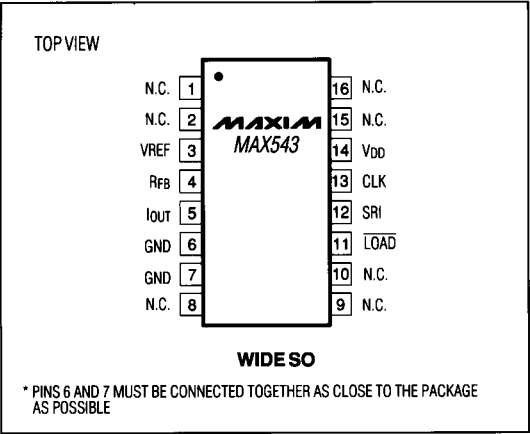 TOP VIEW
N.C. 1
N.C. 2
VREF 3
RFB 4
IOUT 5
GND 6
GND 7
N.C. 8
MAXIM
MAX543
16 N.C.
15 N.C.
14 VDD
13 CLK
12 SRI
11 LOAD
10 N.C.
9 N.C.
WIDE SO
* PINS 6 AND 7 MUST BE CONNECTED TOGETHER AS CLOSE TO THE PACKAGE
AS POSSIBLE